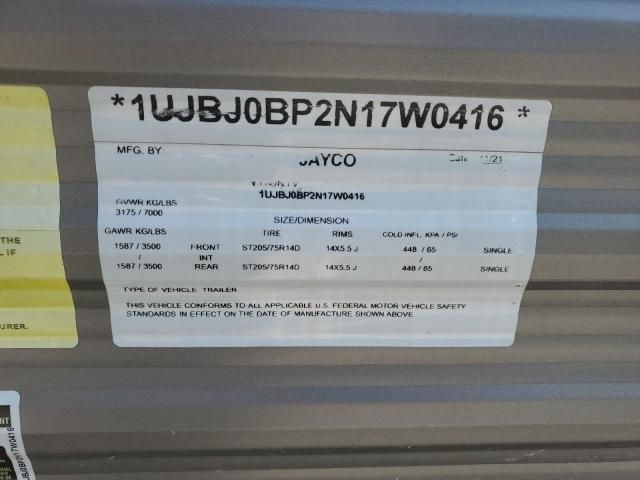 *1UJBJ0BP2N17W0416*
MFG. BY: JAYCO Date:
1UJBJ0BP2N17W0416
GVWR KG/LBS
3175 / 7000
SIZE/DIMENSION
GAWR KG/LBS TIRE RIMS COLD INFL. KPA / PSI
1587 / 3500 FRONT ST205/75R14D 14X5.5 J 448 / 65 SINGLE
/ INT /
1587 / 3500 REAR ST205/75R14D 14X5.5 J 448 / 65 SINGLE
TYPE OF VEHICLE: TRAILER
THIS VEHICLE CONFORMS TO ALL APPLICABLE U.S. FEDERAL MOTOR VEHICLE SAFETY
STANDARDS IN EFFECT ON THE DATE OF MANUFACTURE SHOWN ABOVE.
THE
IF
URER.
NT
UJBJ0BP2N17W0416